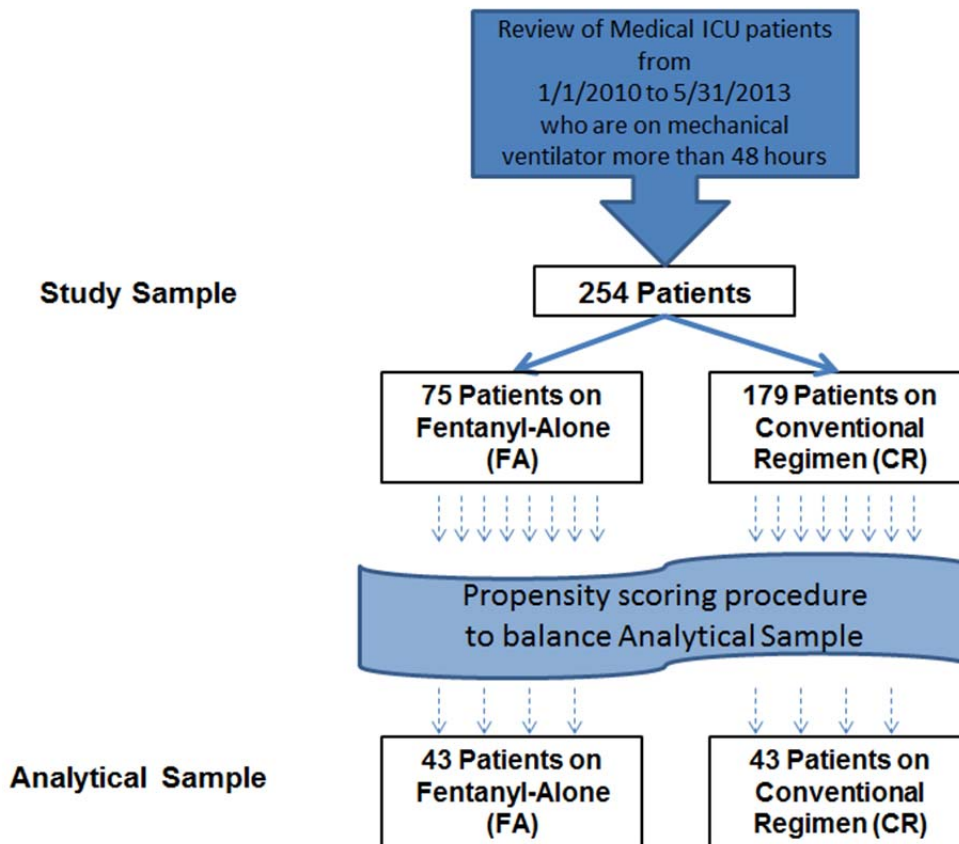 Review of Medical ICU patients
from
1/1/2010 to 5/31/2013
who are on mechanical
ventilator more than 48 hours
Study Sample
254 Patients
75 Patients on
Fentanyl-Alone
(FA)
179 Patients on
Conventional
Regimen (CR)
Propensity scoring procedure
to balance Analytical Sample
Analytical Sample
43 Patients on
Fentanyl-Alone
(FA)
43 Patients on
Conventional
Regimen (CR)